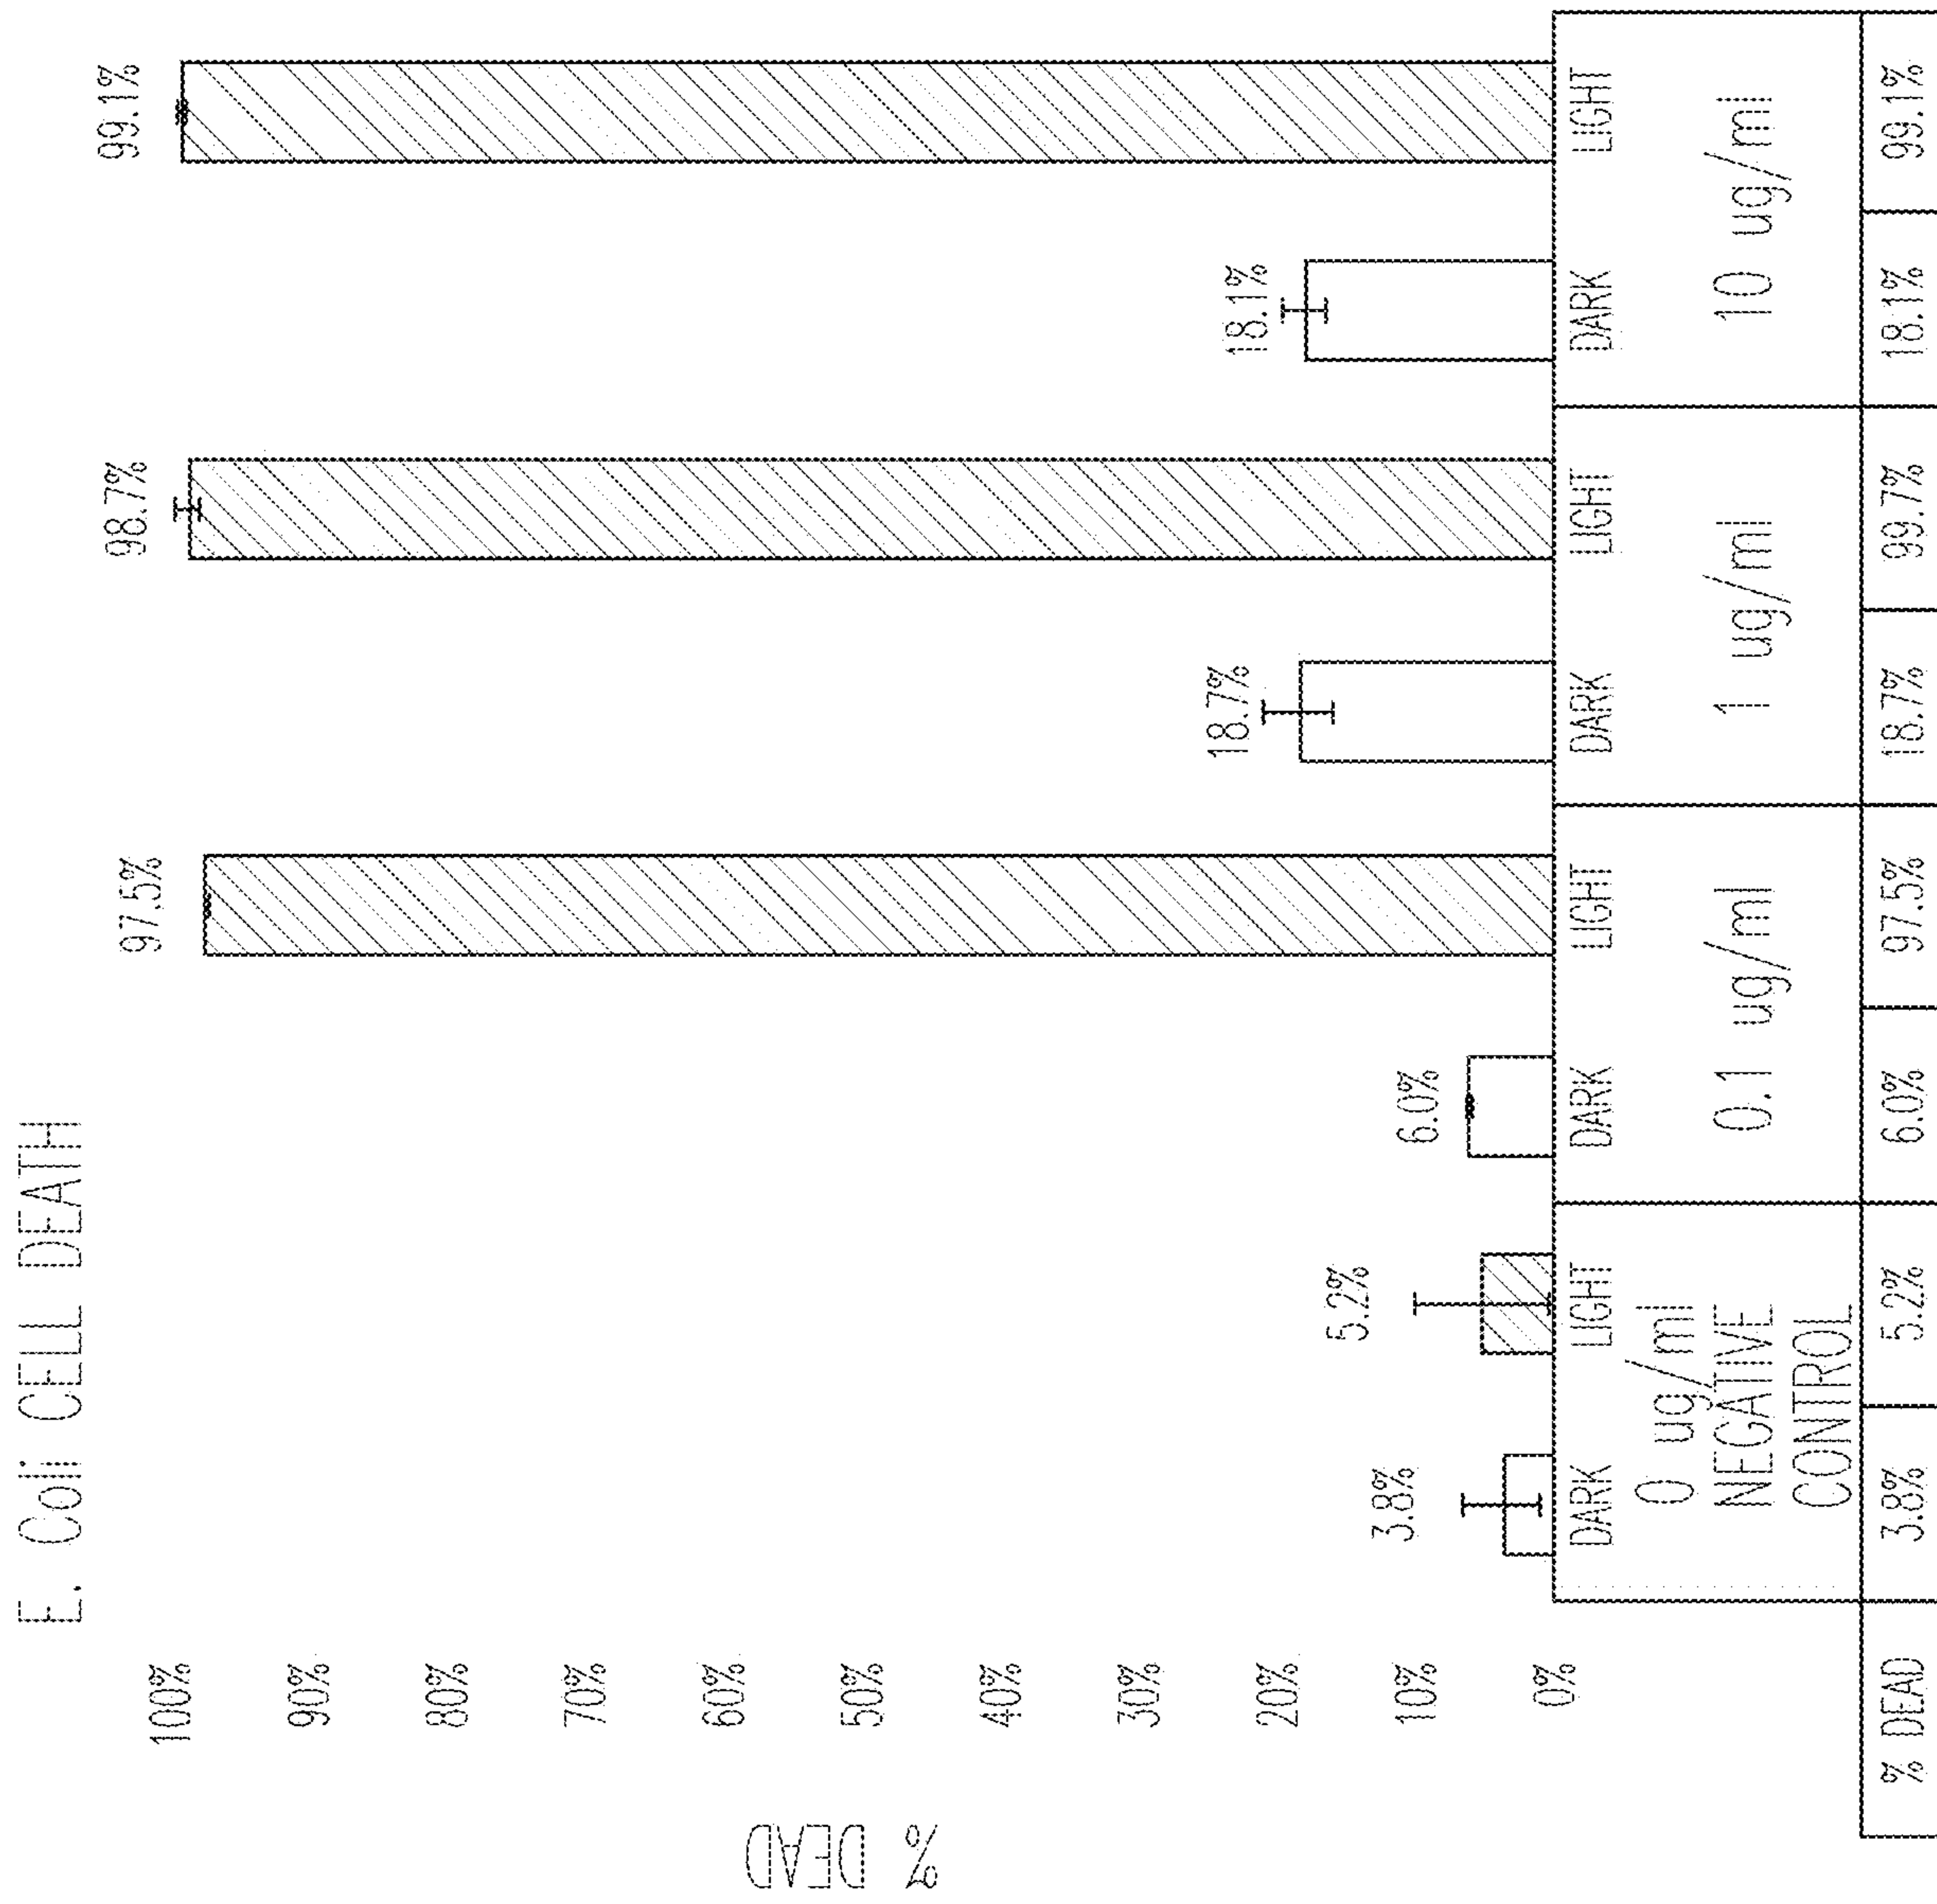 E. Coli CELL DEATH
% DEAD
100%
90%
80%
70%
60%
50%
40%
30%
20%
10%
0%
3.8%
5.2%
6.0%
97.5%
18.7%
98.7%
18.1%
99.1%
DARK LIGHT DARK LIGHT DARK LIGHT DARK LIGHT
0 ug/ml
NEGATIVE
CONTROL
0.1 ug/ml
1 ug/ml
10 ug/ml
% DEAD 3.8% 5.2% 6.0% 97.5% 18.7% 99.7% 18.1% 99.1%